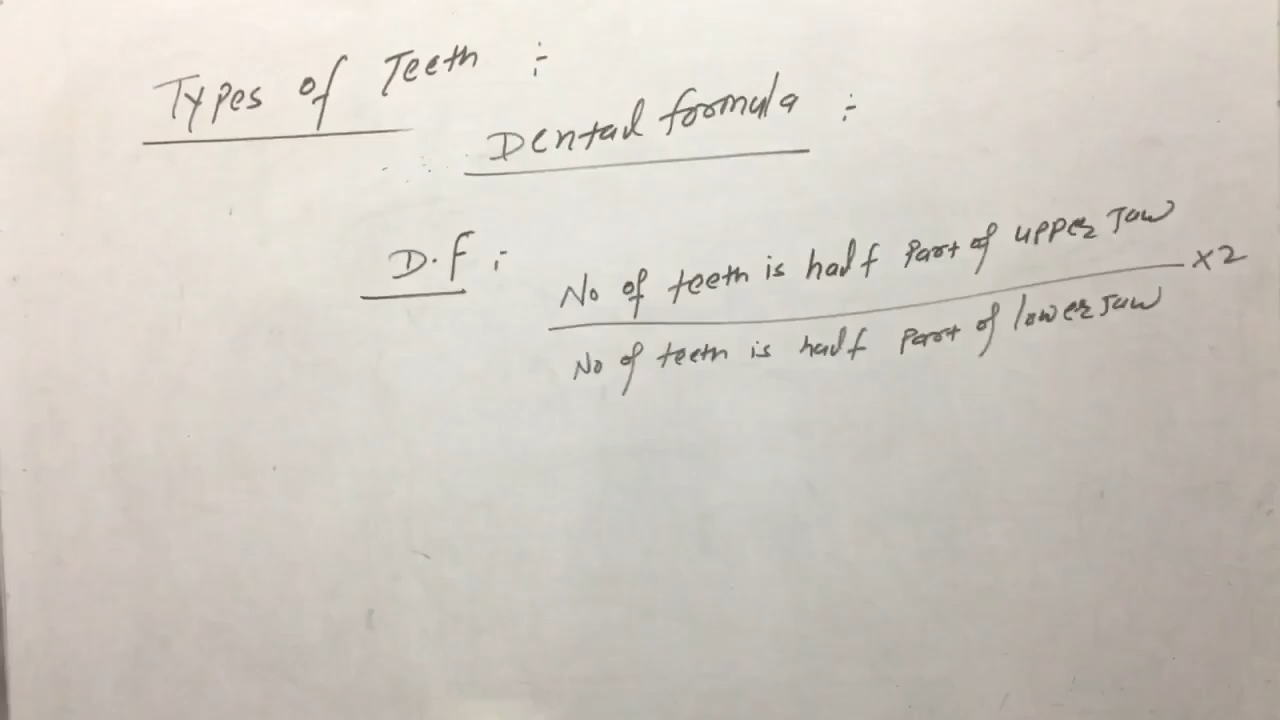 Types of Teeth :-
Dental formula :-
D.F :-
No of teeth is half Part of upper Jaw ×2
No of teeth is half Part of lower Jaw